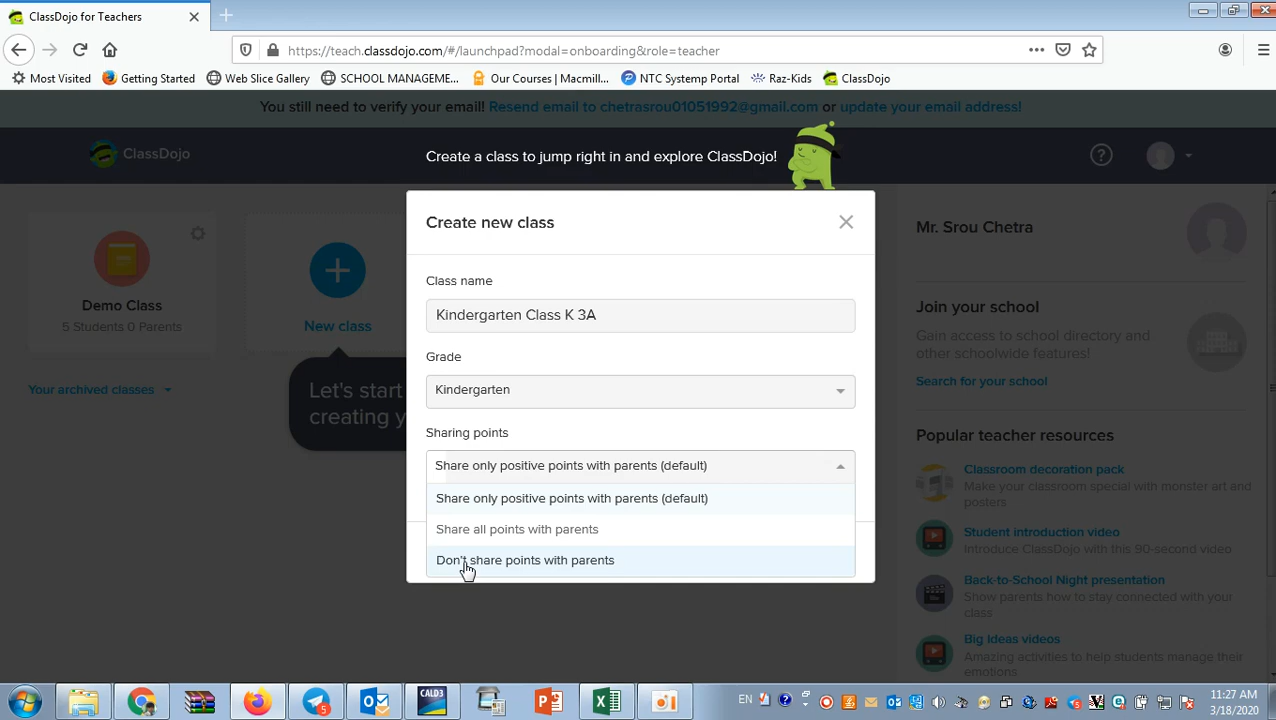 ClassDojo for Teachers
https://teach.classdojo.com/#/launchpad?modal=onboarding&role=teacher
Most Visited
Getting Started
Web Slice Gallery
SCHOOL MANAGEME...
Our Courses | Macmill...
NTC Systemp Portal
Raz-Kids
ClassDojo
You still need to verify your email! Resend email to chetrasrou01051992@gmail.com or update your email address!
ClassDojo
Create a class to jump right in and explore ClassDojo!
Create new class
Class name
Kindergarten Class K 3A
Grade
Kindergarten
Sharing points
Share only positive points with parents (default)
Share only positive points with parents (default)
Share all points with parents
Don't share points with parents
Demo Class
5 Students 0 Parents
New class
Your archived classes
Let's start
creating y
Mr. Srou Chetra
Join your school
Gain access to school directory and
other schoolwide features!
Search for your school
Popular teacher resources
Classroom decoration pack
Make your classroom special with monster art and
posters
Student introduction video
Introduce ClassDojo with this 90-second video
Back-to-School Night presentation
Show parents how to stay connected with your
class
Big Ideas videos
Amazing activities to help students manage their
emotions
CALD3
5
EN
11:27 AM
3/18/2020